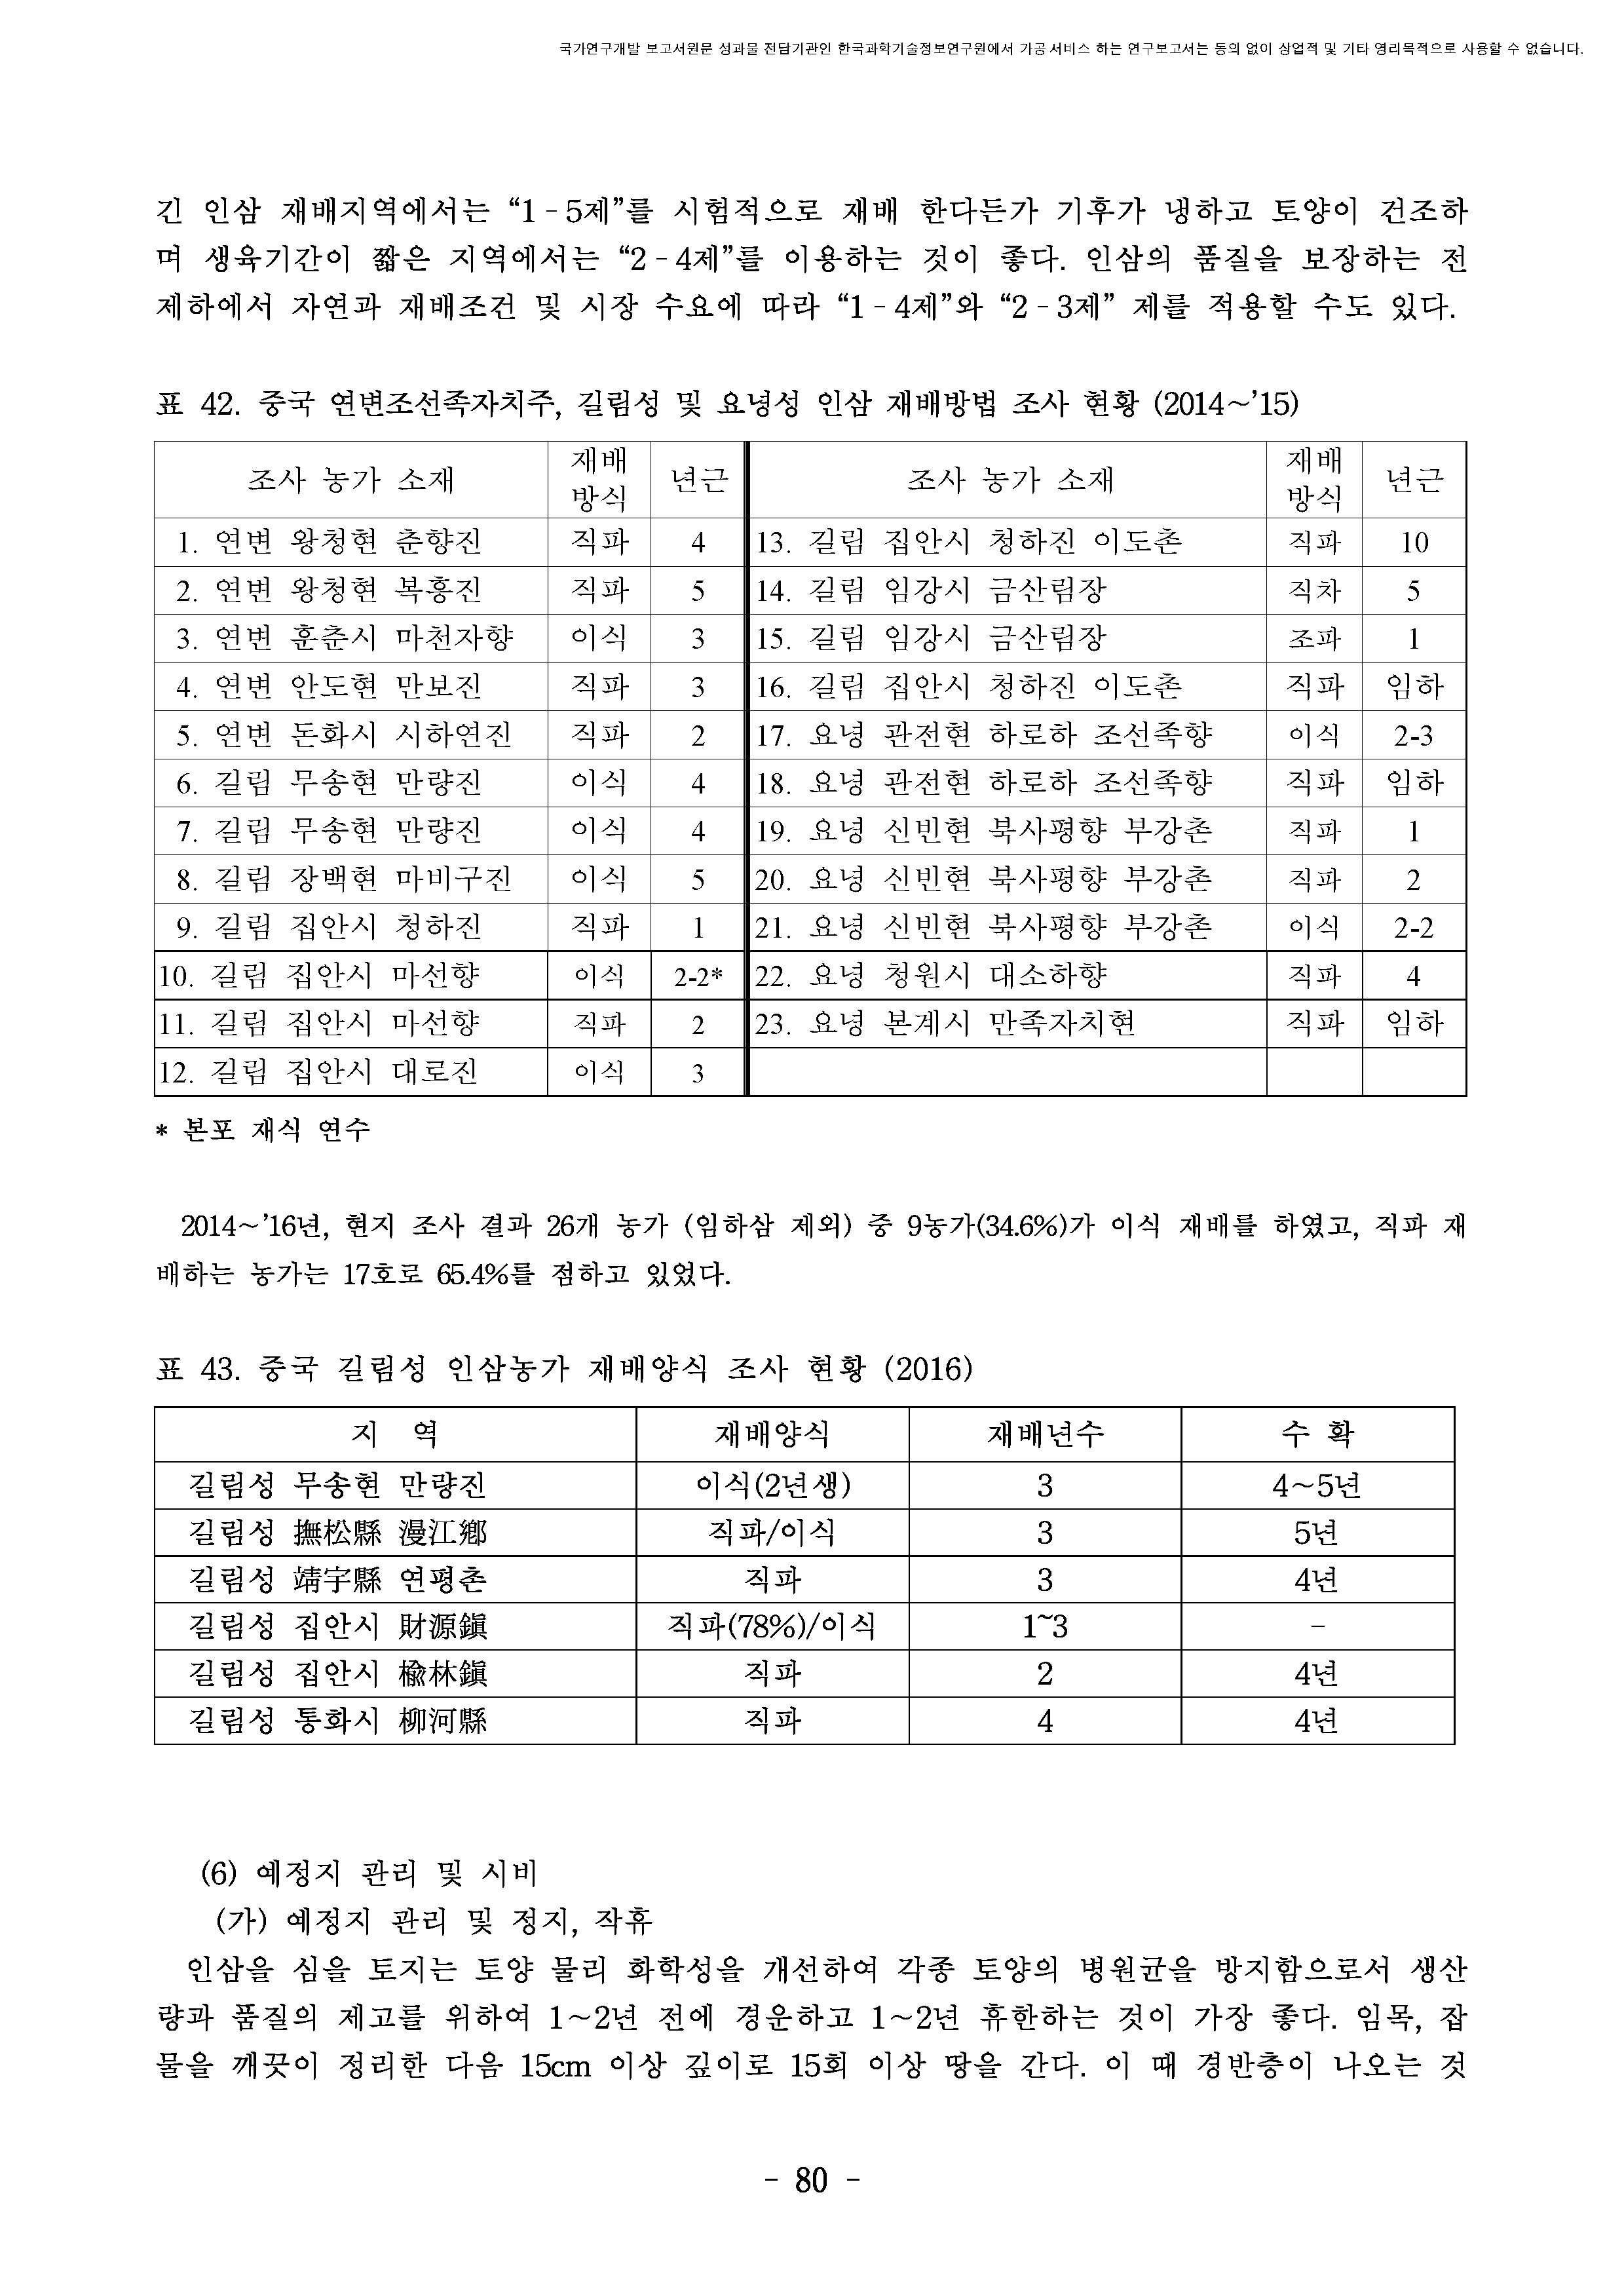 국가연구개발 보고서원문 성과물 전담기관인 한국과학기술정보연구원에서 가공·서비스 하는 연구보고서는 동의 없이 상업적 및 기타 영리목적으로 사용할 수 없습니다.
긴 인삼 재배지역에서는 “1 - 5제”를 시험적으로 재배 한다든가 기후가 냉하고 토양이 건조하
며 생육기간이 짧은 지역에서는 “2 - 4제”를 이용하는 것이 좋다. 인삼의 품질을 보장하는 전
제하에서 자연과 재배조건 및 시장 수요에 따라 “1 - 4제”와 “2 - 3제” 제를 적용할 수도 있다.
표 42. 중국 연변조선족자치주, 길림성 및 요녕성 인삼 재배방법 조사 현황 (2014∼’15)
조사 농가 소재 재배 방식 년근 조사 농가 소재 재배 방식 년근
1. 연변 왕청현 춘향진 직파 4 13. 길림 집안시 청하진 이도촌 직파 10
2. 연변 왕청현 복흥진 직파 5 14. 길림 임강시 금산림장 직차 5
3. 연변 훈춘시 마천자향 이식 3 15. 길림 임강시 금산림장 조파 1
4. 연변 안도현 만보진 직파 3 16. 길림 집안시 청하진 이도촌 직파 임하
5. 연변 돈화시 시하연진 직파 2 17. 요녕 관전현 하로하 조선족향 이식 2-3
6. 길림 무송현 만량진 이식 4 18. 요녕 관전현 하로하 조선족향 직파 임하
7. 길림 무송현 만량진 이식 4 19. 요녕 신빈현 북사평향 부강촌 직파 1
8. 길림 장백현 마비구진 이식 5 20. 요녕 신빈현 북사평향 부강촌 직파 2
9. 길림 집안시 청하진 직파 1 21. 요녕 신빈현 북사평향 부강촌 이식 2-2
10. 길림 집안시 마선향 이식 2-2* 22. 요녕 청원시 대소하향 직파 4
11. 길림 집안시 마선향 직파 2 23. 요녕 본계시 만족자치현 직파 임하
12. 길림 집안시 대로진 이식 3
* 본포 재식 연수
2014∼’16년, 현지 조사 결과 26개 농가 (임하삼 제외) 중 9농가(34.6%)가 이식 재배를 하였고, 직파 재
배하는 농가는 17호로 65.4%를 점하고 있었다.
표 43. 중국 길림성 인삼농가 재배양식 조사 현황 (2016)
지 역 재배양식 재배년수 수 확
길림성 무송현 만량진 이식(2년생) 3 4∼5년
길림성 撫松縣 漫江鄕 직파/이식 3 5년
길림성 靖宇縣 연평촌 직파 3 4년
길림성 집안시 財源鎭 직파(78%)/이식 1~3 -
길림성 집안시 楡林鎭 직파 2 4년
길림성 통화시 柳河縣 직파 4 4년
(6) 예정지 관리 및 시비
(가) 예정지 관리 및 정지, 작휴
인삼을 심을 토지는 토양 물리 화학성을 개선하여 각종 토양의 병원균을 방지함으로서 생산
량과 품질의 제고를 위하여 1∼2년 전에 경운하고 1∼2년 휴한하는 것이 가장 좋다. 임목, 잡
물을 깨끗이 정리한 다음 15cm 이상 깊이로 15회 이상 땅을 간다. 이 때 경반층이 나오는 것
- 80 -